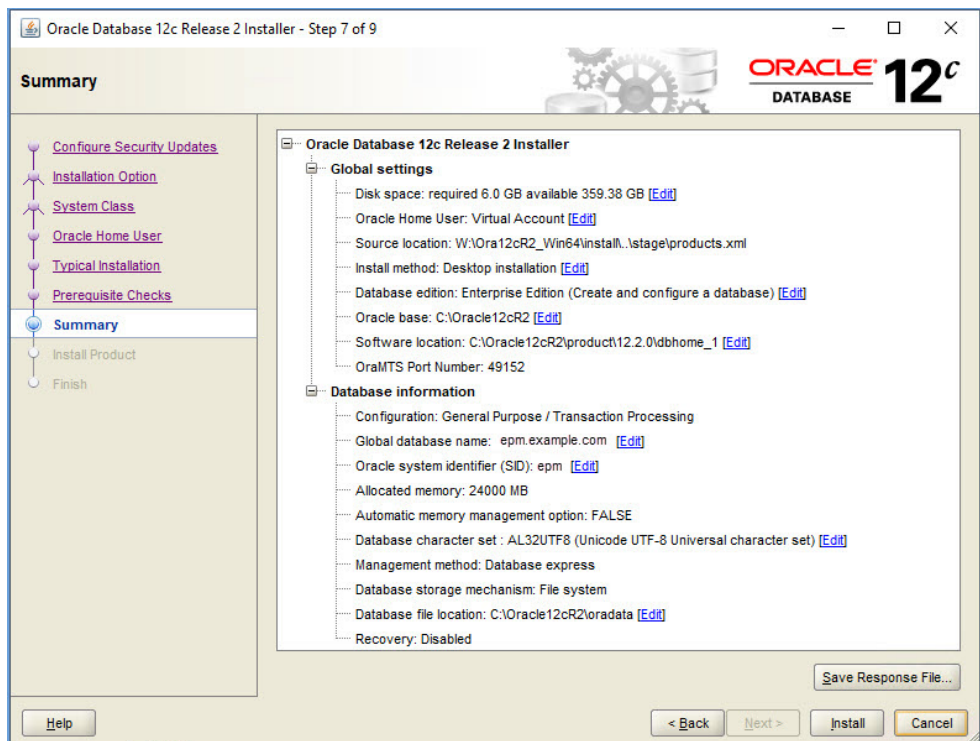 Oracle Database 12c Release 2 Installer - Step 7 of 9
Summary
ORACLE
DATABASE
12c
Configure Security Updates
Installation Option
System Class
Oracle Home User
Typical Installation
Prerequisite Checks
Summary
Install Product
Finish
Oracle Database 12c Release 2 Installer
Global settings
Disk space: required 6.0 GB available 359.38 GB [Edit]
Oracle Home User: Virtual Account [Edit]
Source location: W:\Ora12cR2_Win64\install\..\stage\products.xml
Install method: Desktop installation [Edit]
Database edition: Enterprise Edition (Create and configure a database) [Edit]
Oracle base: C:\Oracle12cR2 [Edit]
Software location: C:\Oracle12cR2\product\12.2.0\dbhome_1 [Edit]
OraMTS Port Number: 49152
Database information
Configuration: General Purpose / Transaction Processing
Global database name: epm.example.com [Edit]
Oracle system identifier (SID): epm [Edit]
Allocated memory: 24000 MB
Automatic memory management option: FALSE
Database character set : AL32UTF8 (Unicode UTF-8 Universal character set) [Edit]
Management method: Database express
Database storage mechanism: File system
Database file location: C:\Oracle12cR2\oradata [Edit]
Recovery: Disabled
Save Response File...
Help
< Back
Next >
Install
Cancel